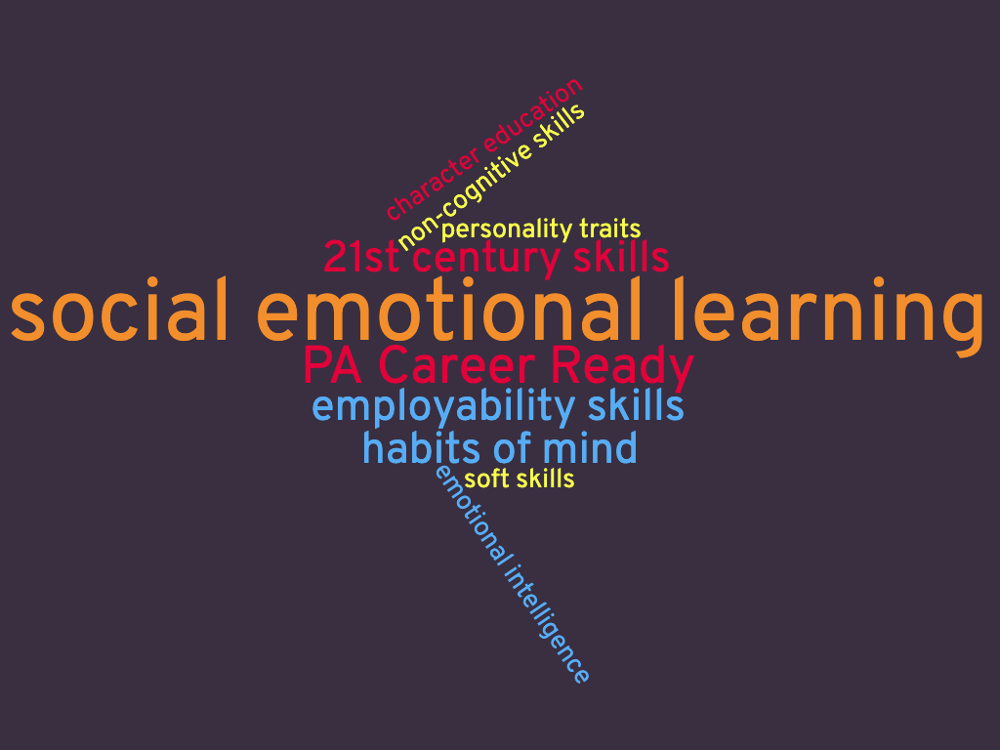 character education
non-cognitive skills
personality traits
21st century skills
social emotional learning
PA Career Ready
employability skills
habits of mind
soft skills
emotional intelligence